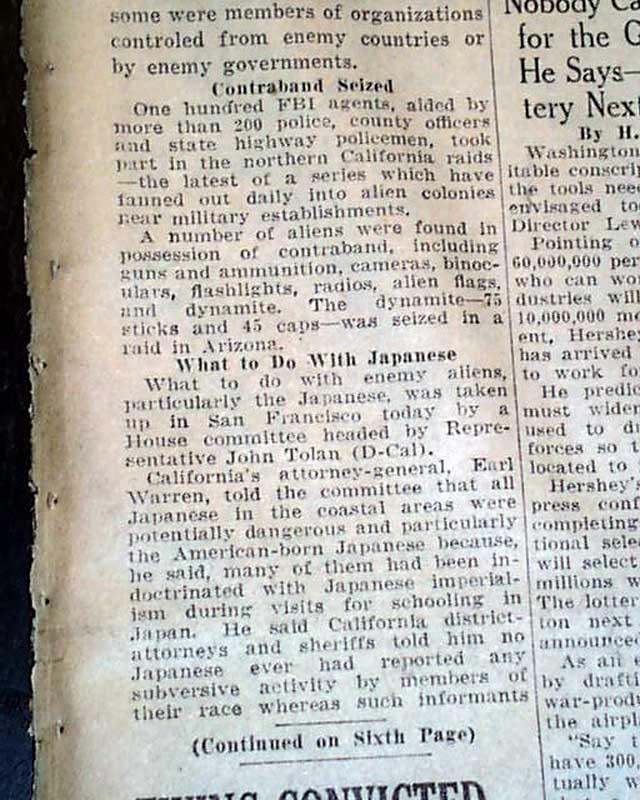 some were members of organizations
controled from enemy countries or
by enemy governments.
Contraband Seized
One hundred FBI agents, aided by
more than 200 police, county officers
and state highway policemen, took
part in the northern California raids
—the latest of a series which have
fanned out daily into alien colonies
near military establishments.
A number of aliens were found in
possession of contraband, including
guns and ammunition, cameras, binoc-
ulars, flashlights, radios, alien flags,
and dynamite. The dynamite—75
sticks and 45 caps—was seized in a
raid in Arizona.
What to Do With Japanese
What to do with enemy aliens,
particularly the Japanese, was taken
up in San Francisco today by a
House committee headed by Repre-
sentative John Tolan (D-Cal).
California's attorney-general, Earl
Warren, told the committee that all
Japanese in the coastal areas were
potentially dangerous and particularly
the American-born Japanese because,
he said, many of them had been in-
doctrinated with Japanese imperial-
ism during visits for schooling in
Japan. He said California district-
attorneys and sheriffs told him no
Japanese ever had reported any
subversive activity by members of
their race whereas such informants
(Continued on Sixth Page)
CONVICTED
Nobody Ca
for the G
He Says—
tery Next
By H.
Washington
itable conscrip
the tools nee
envisaged to
Director Lew
Pointing o
60,000,000 per
who can wo
dustries will
10,000,000 m
ent, Hershey
has arrived
to work fo
He predic
must widen
used to d
forces so t
located to
Hershey's
press con
completing
tional sele
will select
millions w
The lotter
ton next
announce
As an
by drafti
war-prod
the airpl
"Say t
have 300,
tually w